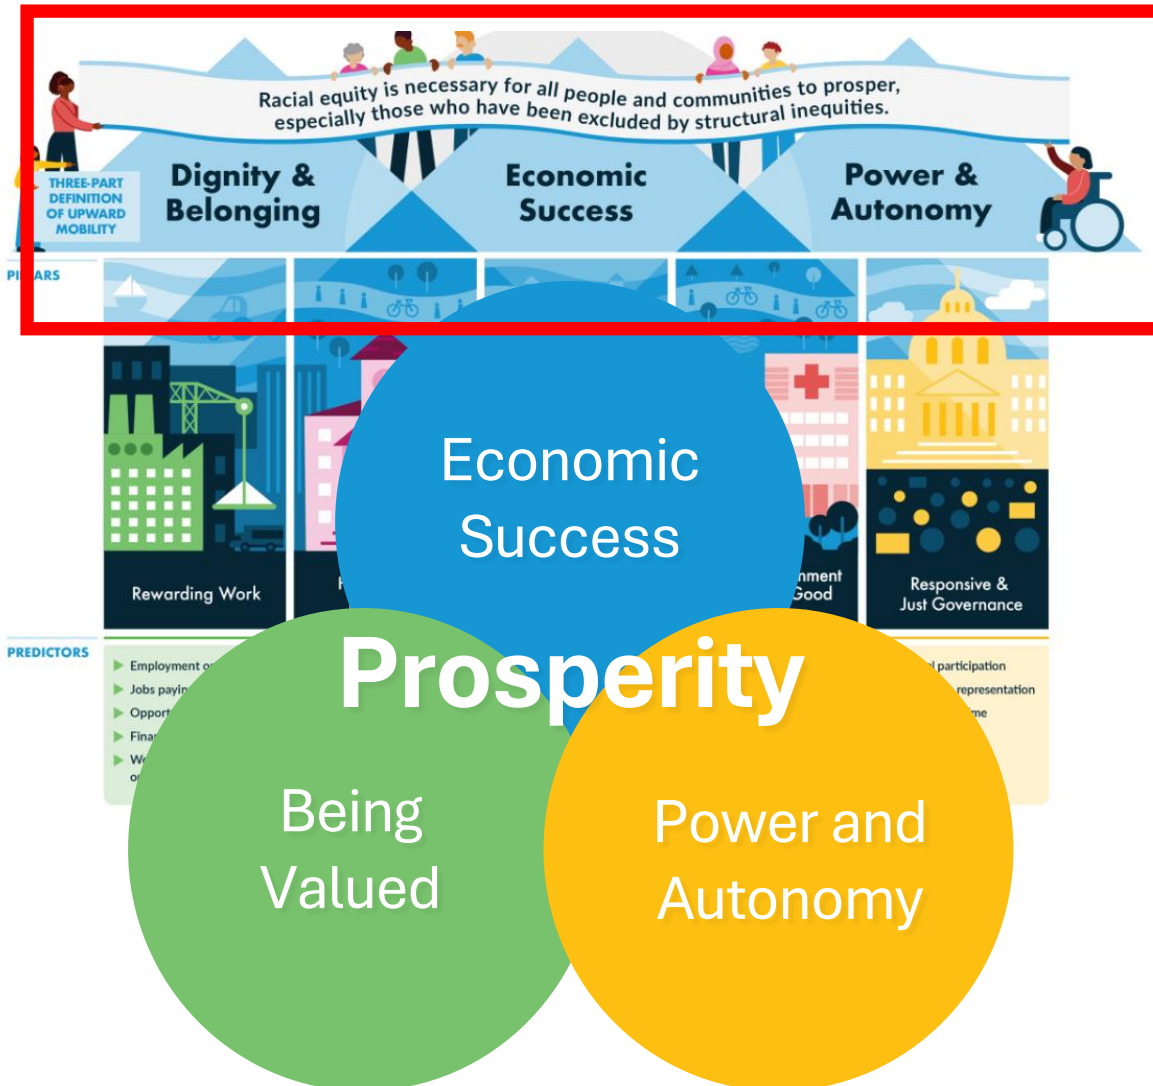 Racial equity is necessary for all people and communities to prosper,
especially those who have been excluded by structural inequities.
THREE-PART
DEFINITION
OF UPWARD
MOBILITY
Dignity &
Belonging
Economic
Success
Power &
Autonomy
Rewarding Work
Responsive &
Just Governance
PREDICTORS
Employment
Jobs
participation
representation
Economic
Success
Prosperity
Being
Valued
Power and
Autonomy